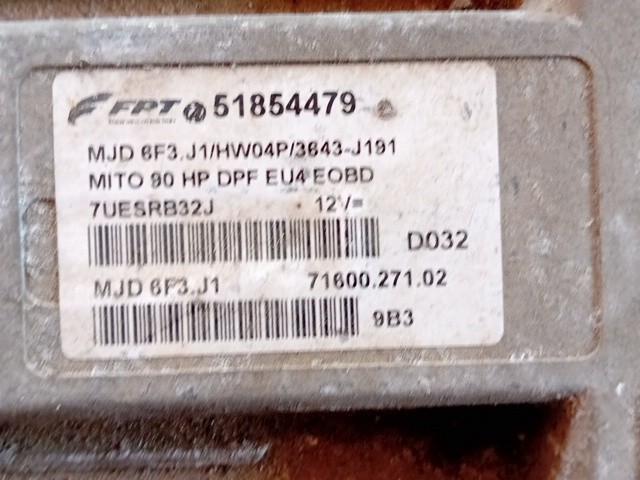 FPT 51854479
MJD 6F3.J1/HW04P/3643-J191
MITO 90 HP DPF EU4 EOBD
7UESRB32J 12V=
D032
MJD 6F3.J1 71600.271.02
9B3